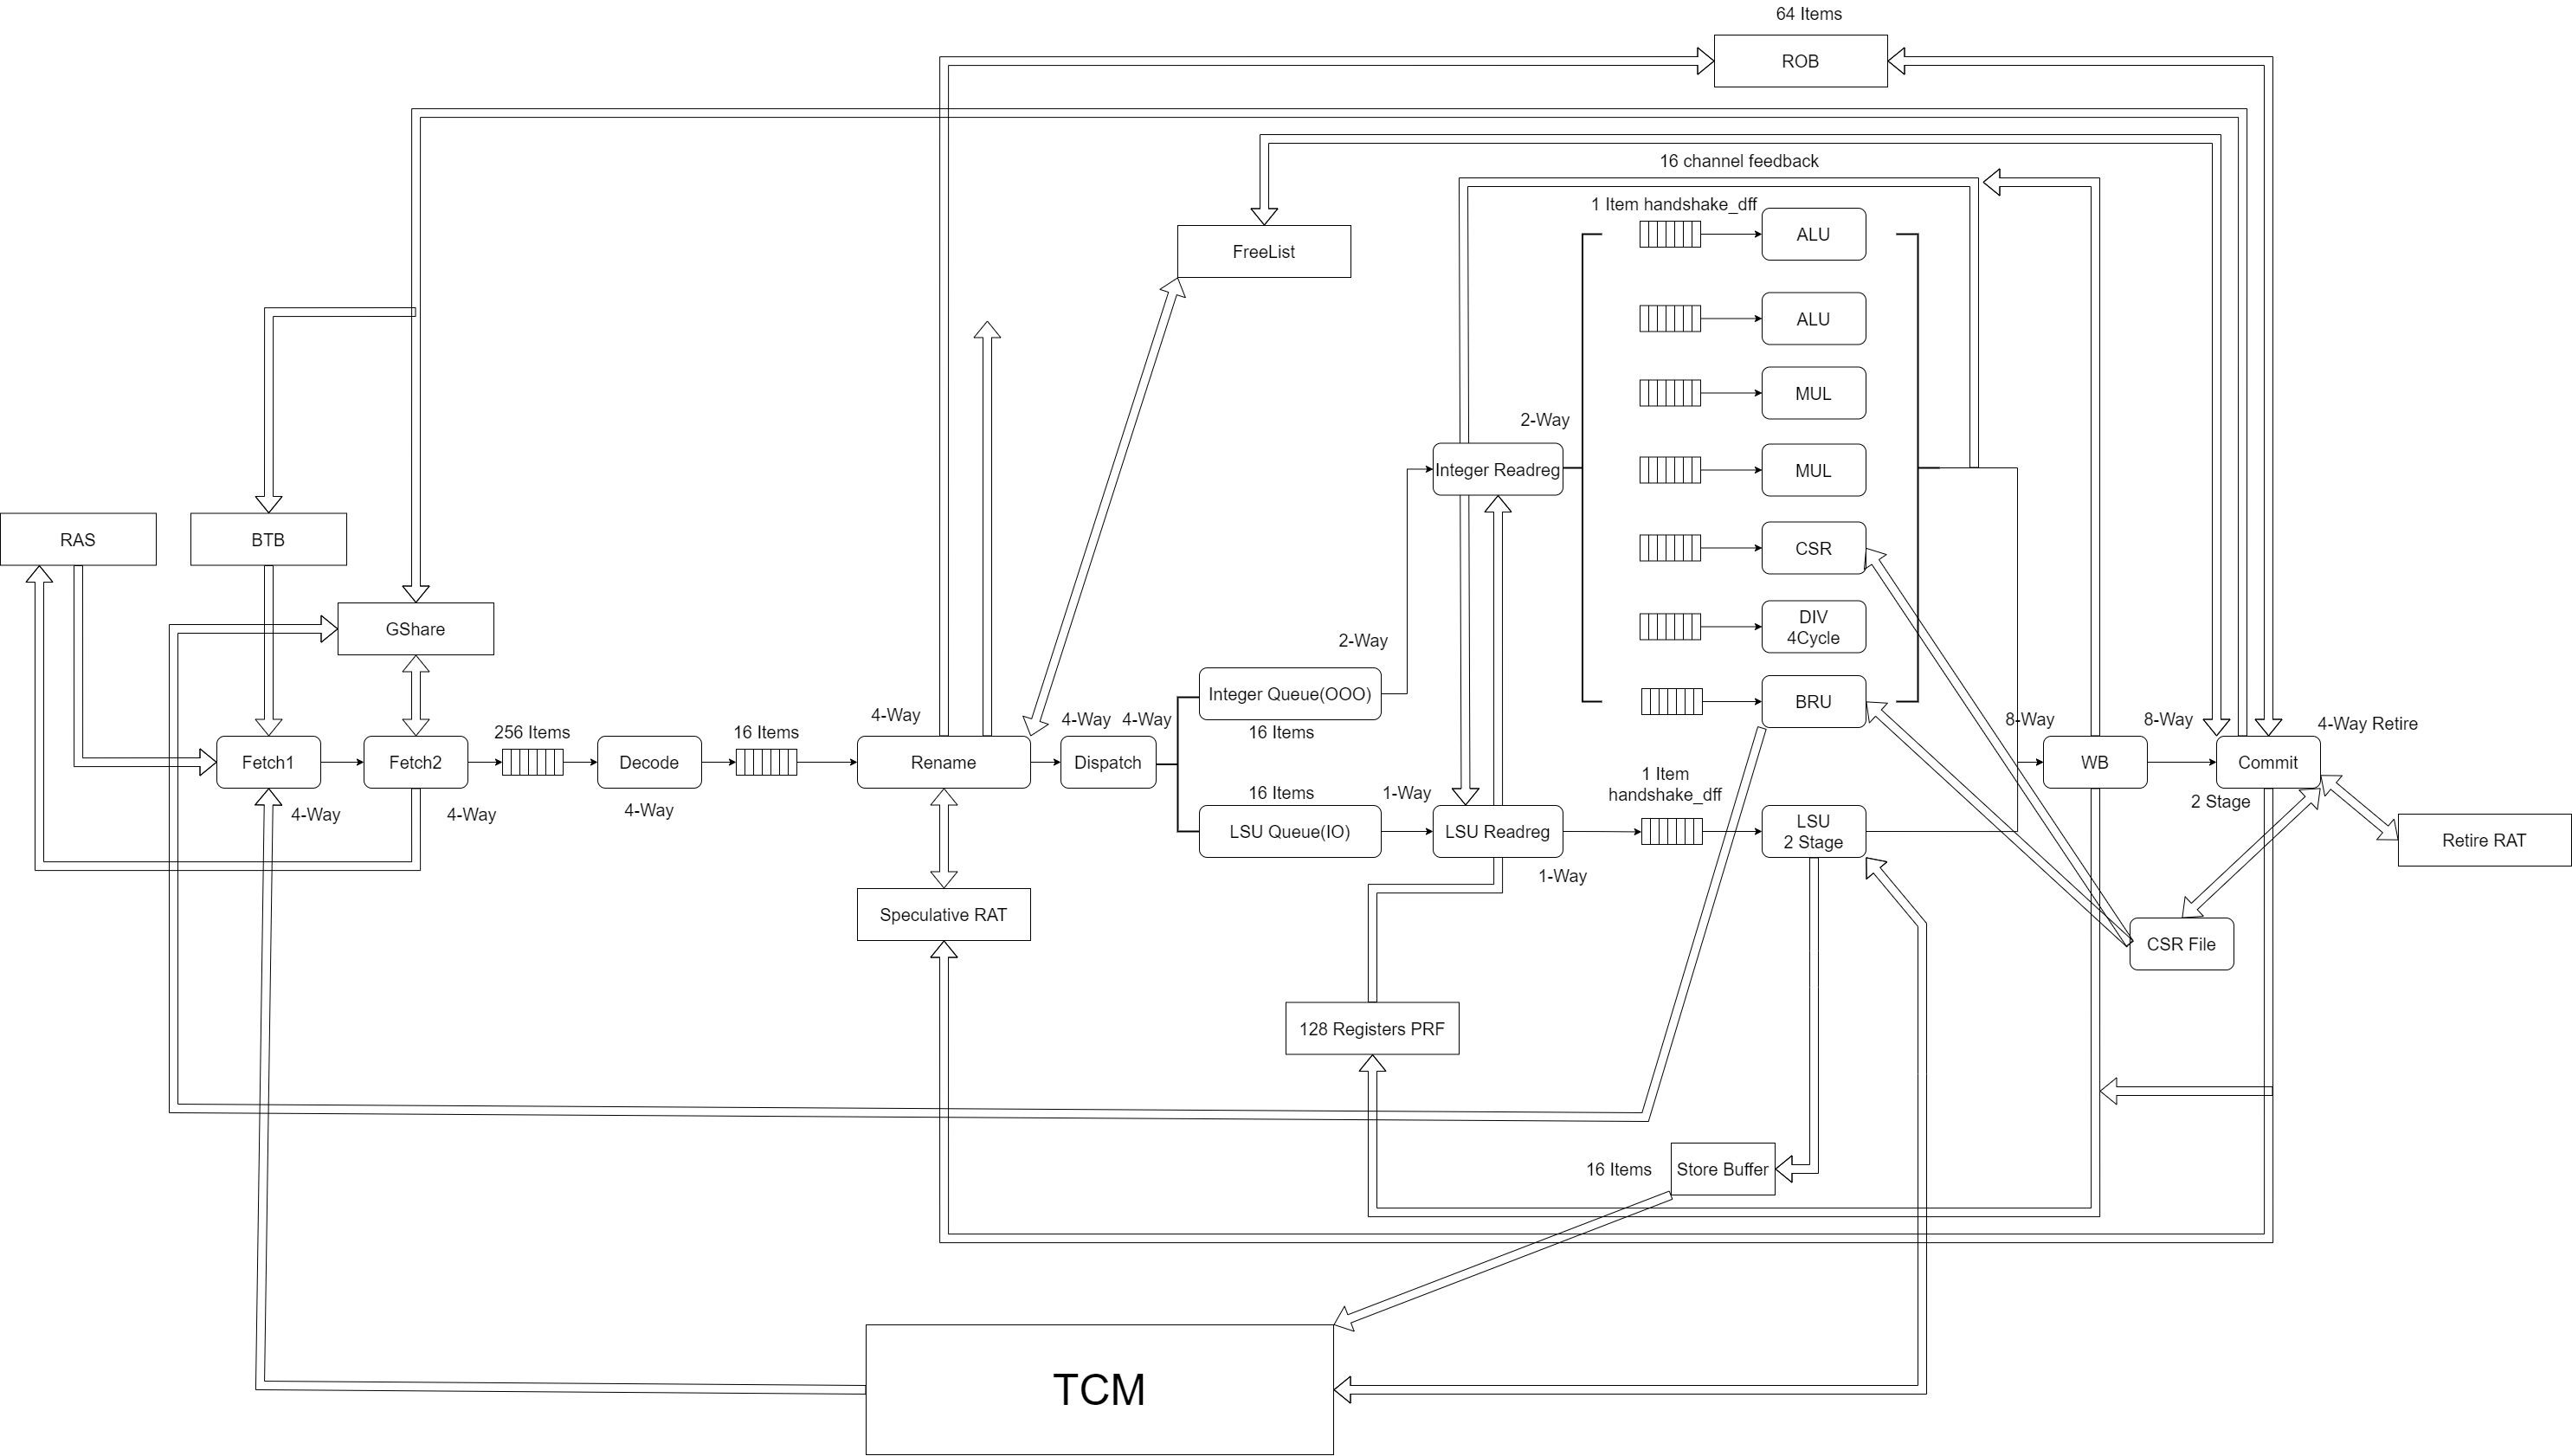 64 Items
ROB
16 channel feedback
1 Item handshake_dff
ALU
FreeList
ALU
MUL
2-Way
Integer Readreg
MUL
RAS
BTB
CSR
GShare
DIV
4Cycle
2-Way
Integer Queue(OOO)
BRU
4-Way
4-Way
4-Way
8-Way
8-Way
4-Way Retire
256 Items
16 Items
16 Items
Fetch1
Fetch2
Decode
Rename
Dispatch
WB
Commit
1 Item
handshake_dff
16 Items
1-Way
2 Stage
4-Way
4-Way
4-Way
LSU Queue(IO)
LSU Readreg
LSU
2 Stage
Retire RAT
1-Way
Speculative RAT
CSR File
128 Registers PRF
16 Items
Store Buffer
TCM